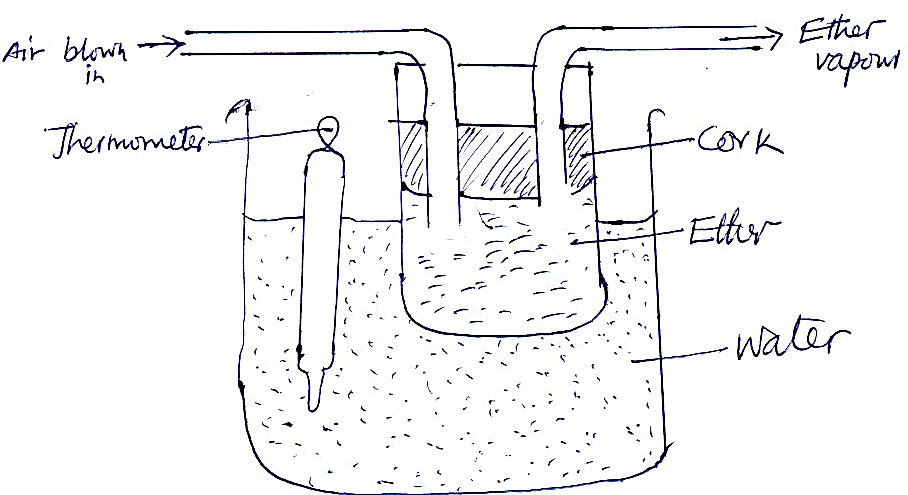 Air blown
in
Ether
vapour
Thermometer
Cork
Ether
Water